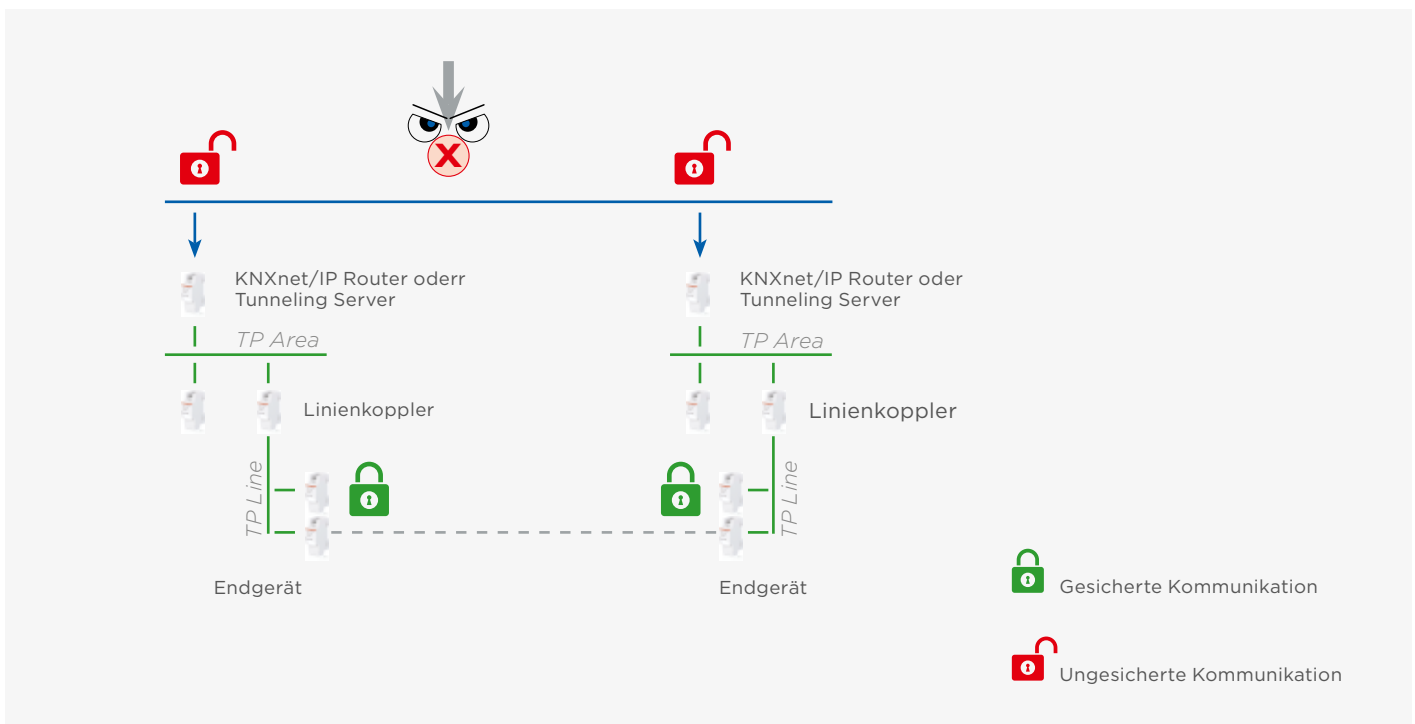 X
KNXnet/IP Router oderr
Tunneling Server
KNXnet/IP Router oder
Tunneling Server
TP Area
TP Area
Linienkoppler
Linienkoppler
TP Line
TP Line
Endgerät
Endgerät
Gesicherte Kommunikation
Ungesicherte Kommunikation